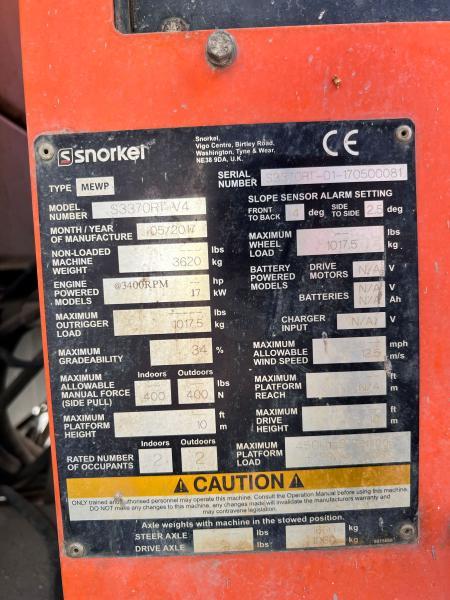 snorkel
Snorkel,
Vigo Centre, Birtley Road,
Washington, Tyne & Wear.
NE38 9DA, U.K.
CE
TYPE MEWP
SERIAL NUMBER S3370RT-01-170500081
MODEL NUMBER S3370RT-V4
SLOPE SENSOR ALARM SETTING
FRONT TO BACK 4 deg SIDE TO SIDE 2.5 deg
MONTH / YEAR OF MANUFACTURE 05/2017
MAXIMUM WHEEL LOAD --- lbs
1017.5 kg
NON-LOADED MACHINE WEIGHT --- lbs
3620 kg
BATTERY POWERED MODELS DRIVE MOTORS N/A V
BATTERIES N/A V
N/A Ah
ENGINE POWERED MODELS @3400RPM --- hp
17 kW
CHARGER INPUT N/A V
MAXIMUM OUTRIGGER LOAD --- lbs
1017.5 kg
MAXIMUM ALLOWABLE WIND SPEED --- mph
12.5 m/s
MAXIMUM GRADEABILITY 34 %
MAXIMUM PLATFORM REACH ft
N/A m
Indoors Outdoors
MAXIMUM ALLOWABLE MANUAL FORCE (SIDE PULL) --- --- lbs
400 400 N
MAXIMUM DRIVE HEIGHT ft
m
MAXIMUM PLATFORM HEIGHT --- ft
10 m
Indoors Outdoors
RATED NUMBER OF OCCUPANTS 2 2
MAXIMUM PLATFORM LOAD
CAUTION
ONLY trained and authorised personnel may operate this machine. Consult the Operation Manual before using this machine.
DO NOT make any changes to this machine, any changes made will invalidate the manufacturers warranty and may
contravene legislation.
Axle weights with machine in the stowed position.
STEER AXLE lbs kg
DRIVE AXLE lbs kg